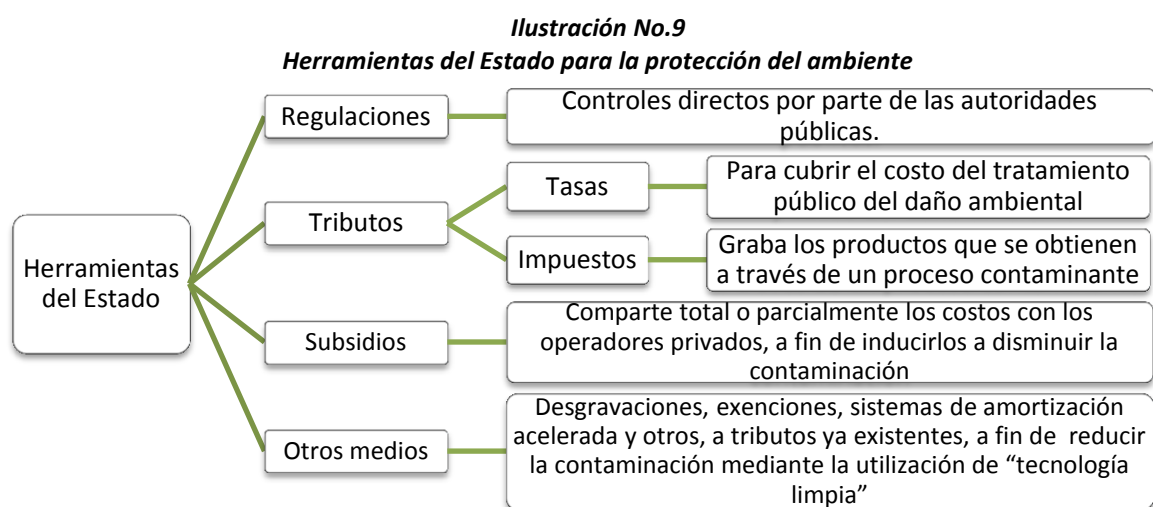 Ilustración No.9
Herramientas del Estado para la protección del ambiente
Herramientas
del Estado
Regulaciones
Controles directos por parte de las autoridades
públicas.
Tributos
Tasas
Para cubrir el costo del tratamiento
público del daño ambiental
Impuestos
Graba los productos que se obtienen
a través de un proceso contaminante
Subsidios
Comparte total o parcialmente los costos con los
operadores privados, a fin de inducirlos a disminuir la
contaminación
Otros medios
Desgravaciones, exenciones, sistemas de amortización
acelerada y otros, a tributos ya existentes, a fin de reducir
la contaminación mediante la utilización de “tecnología
limpia”